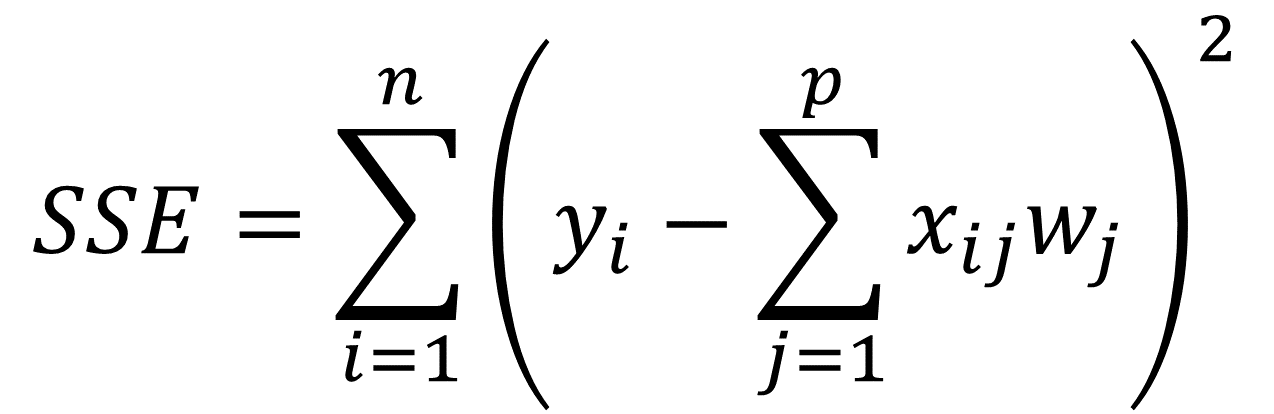 $SSE = \sum_{i=1}^{n} \left( y_i - \sum_{j=1}^{p} x_{ij} w_j \right)^2$